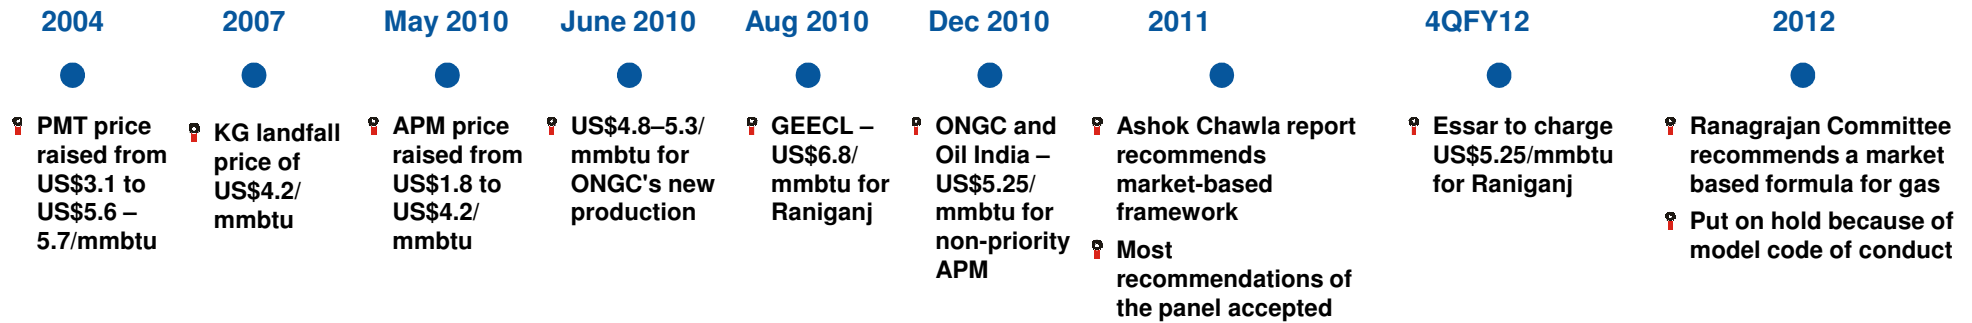 2004
PMT price
raised from
US$3.1 to
US$5.6 –
5.7/mmbtu
2007
KG landfall
price of
US$4.2/
mmbtu
May 2010
APM price
raised from
US$1.8 to
US$4.2/
mmbtu
June 2010
US$4.8–5.3/
mmbtu for
ONGC's new
production
Aug 2010
GEECL –
US$6.8/
mmbtu for
Raniganj
Dec 2010
ONGC and
Oil India –
US$5.25/
mmbtu for
non-priority
APM
2011
Ashok Chawla report
recommends
market-based
framework
Most
recommendations of
the panel accepted
4QFY12
Essar to charge
US$5.25/mmbtu
for Raniganj
2012
Ranagrajan Committee
recommends a market
based formula for gas
Put on hold because of
model code of conduct